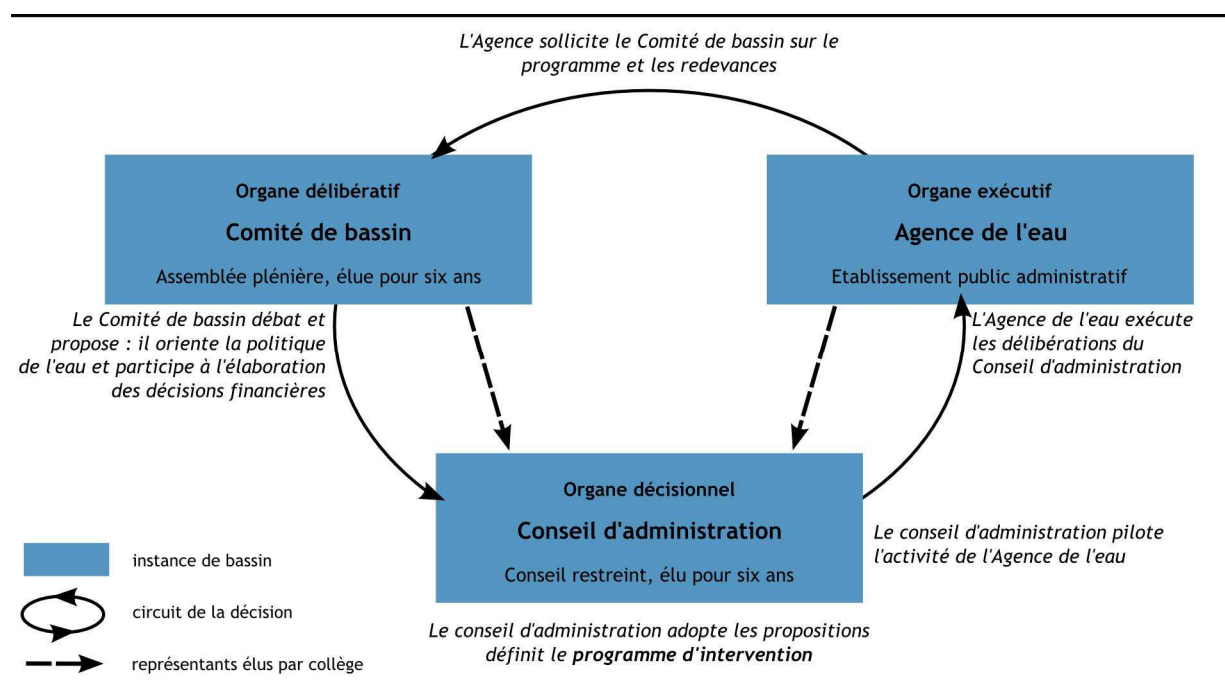 L'Agence sollicite le Comité de bassin sur le
programme et les redevances
Organe délibératif
Comité de bassin
Assemblée plénière, élue pour six ans
Organe exécutif
Agence de l'eau
Etablissement public administratif
Le Comité de bassin débat et
propose : il oriente la politique
de l'eau et participe à l'élaboration
des décisions financières
L'Agence de l'eau exécute
les délibérations du
Conseil d'administration
Organe décisionnel
Conseil d'administration
Conseil restreint, élu pour six ans
Le conseil d'administration pilote
l'activité de l'Agence de l'eau
Le conseil d'administration adopte les propositions
définit le programme d'intervention
instance de bassin
circuit de la décision
représentants élus par collège